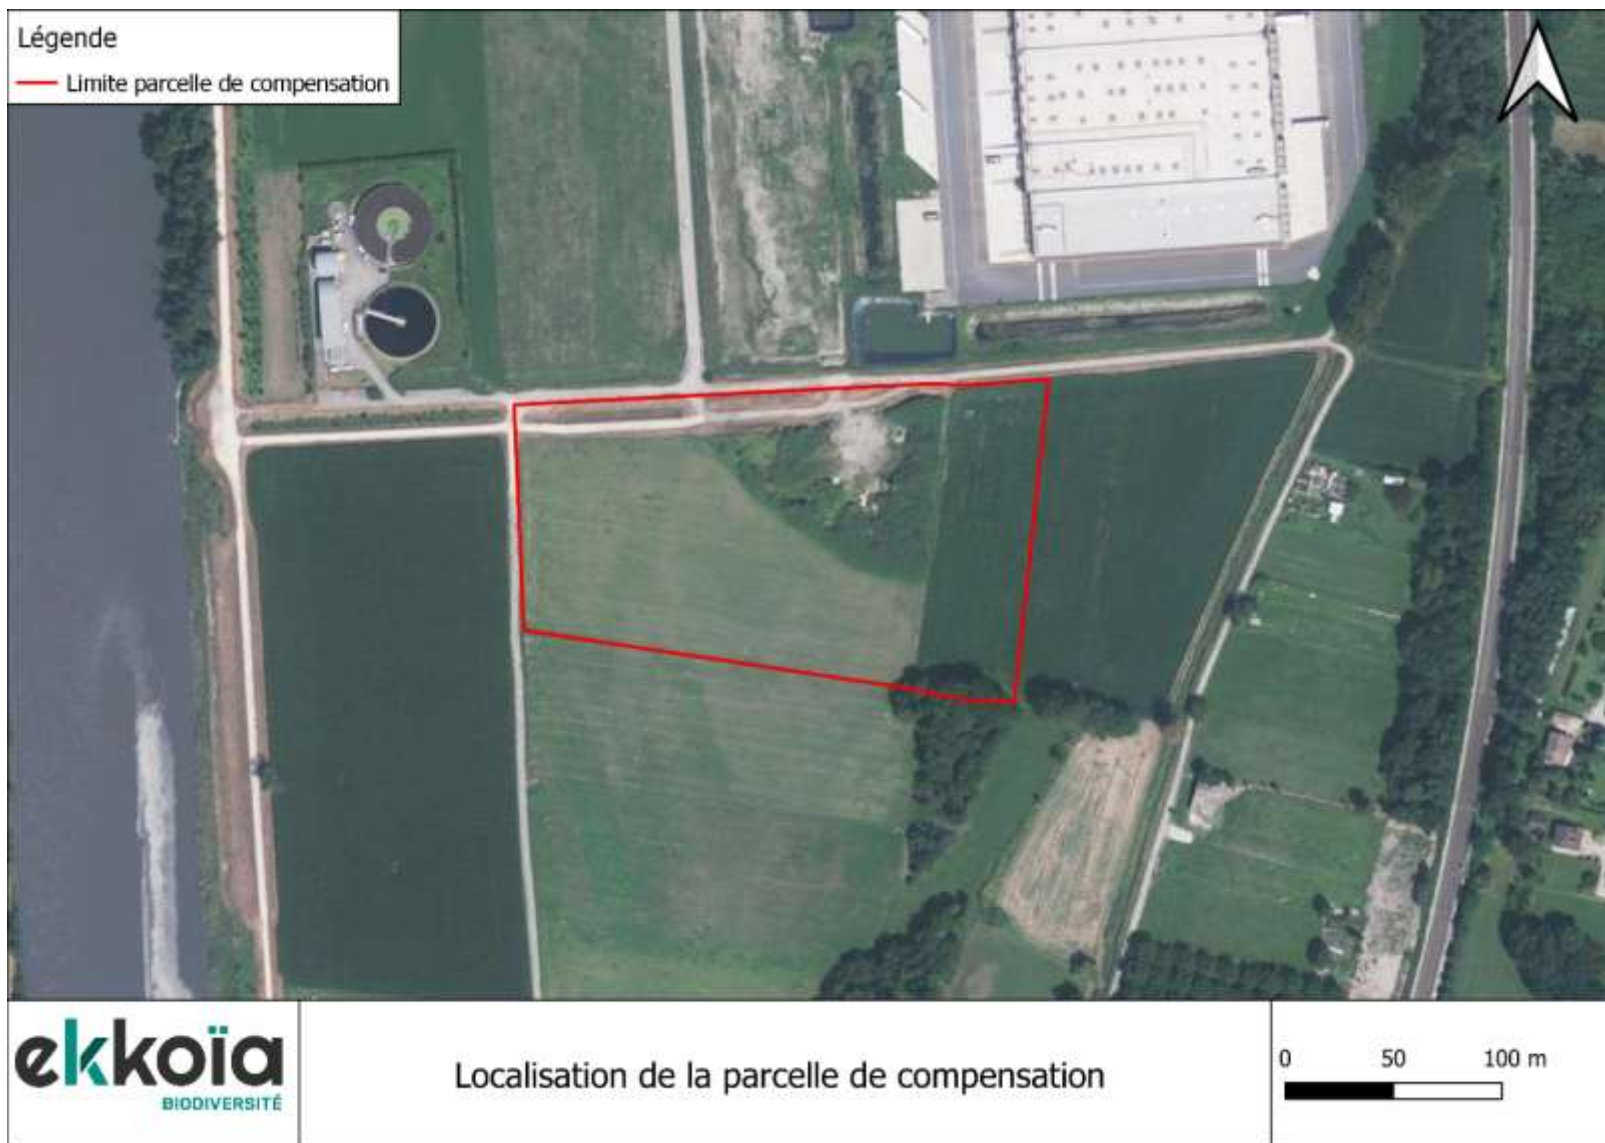 Légende
Limite parcelle de compensation
ekkoïa
BIODIVERSITÉ
Localisation de la parcelle de compensation
0 50 100 m